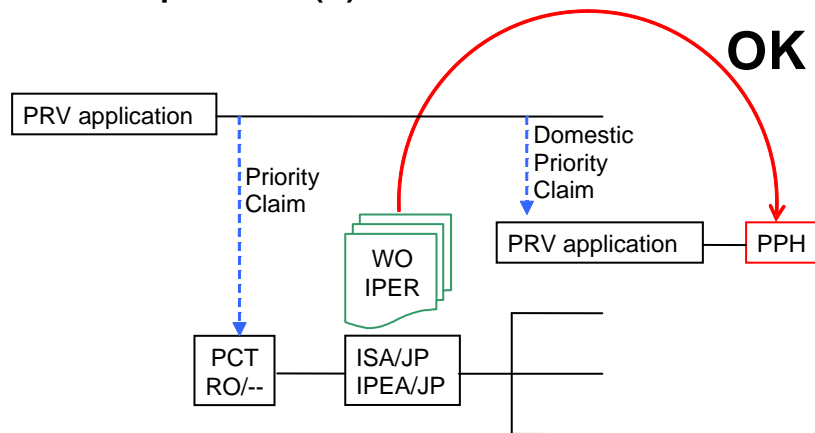 OK
PRV application
Priority
Claim
Domestic
Priority
Claim
WO
IPER
PRV application
PPH
PCT
RO/--
ISA/JP
IPEA/JP